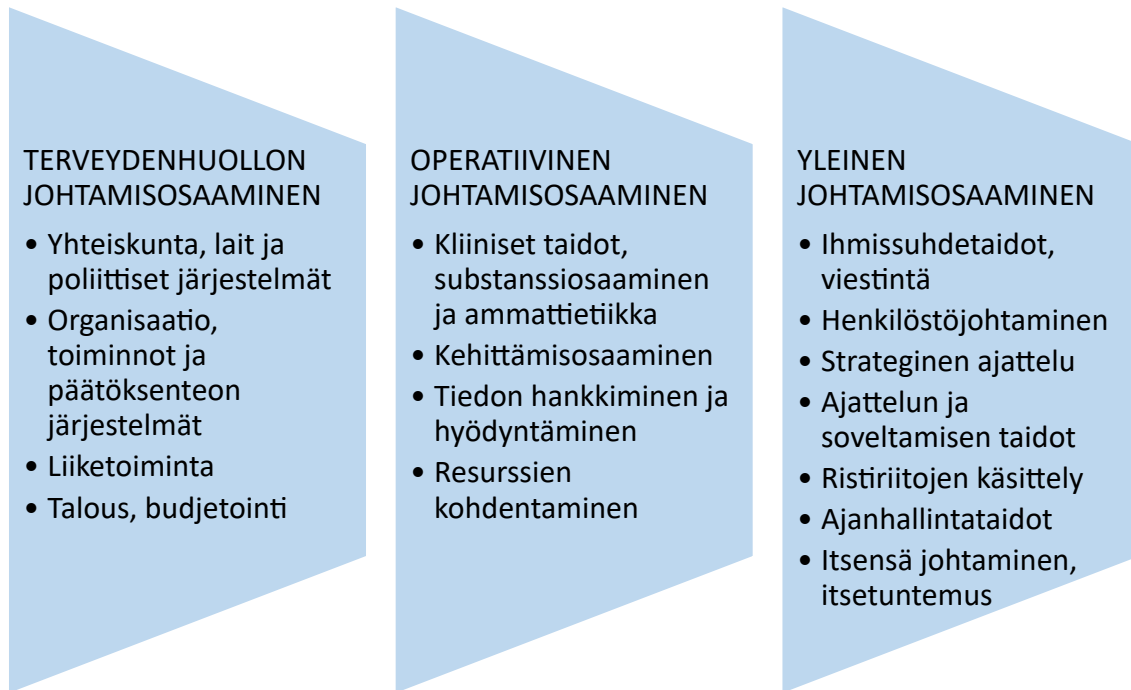 TERVEYDENHUOLLON
JOHTAMISOSAAMINEN
• Yhteiskunta, lait ja
poliittiset järjestelmät
• Organisaatio,
toiminnot ja
päätöksenteon
järjestelmät
• Liiketoiminta
• Talous, budjetointi
OPERATIIVINEN
JOHTAMISOSAAMINEN
• Kliiniset taidot,
substanssiosaaminen
ja ammattietiikka
• Kehittämisosaaminen
• Tiedon hankkiminen ja
hyödyntäminen
• Resurssien
kohdentaminen
YLEINEN
JOHTAMISOSAAMINEN
• Ihmissuhdetaidot,
viestintä
• Henkilöstöjohtaminen
• Strateginen ajattelu
• Ajattelun ja
soveltamisen taidot
• Ristiriitojen käsittely
• Ajanhallintataidot
• Itsensä johtaminen,
itsetuntemus